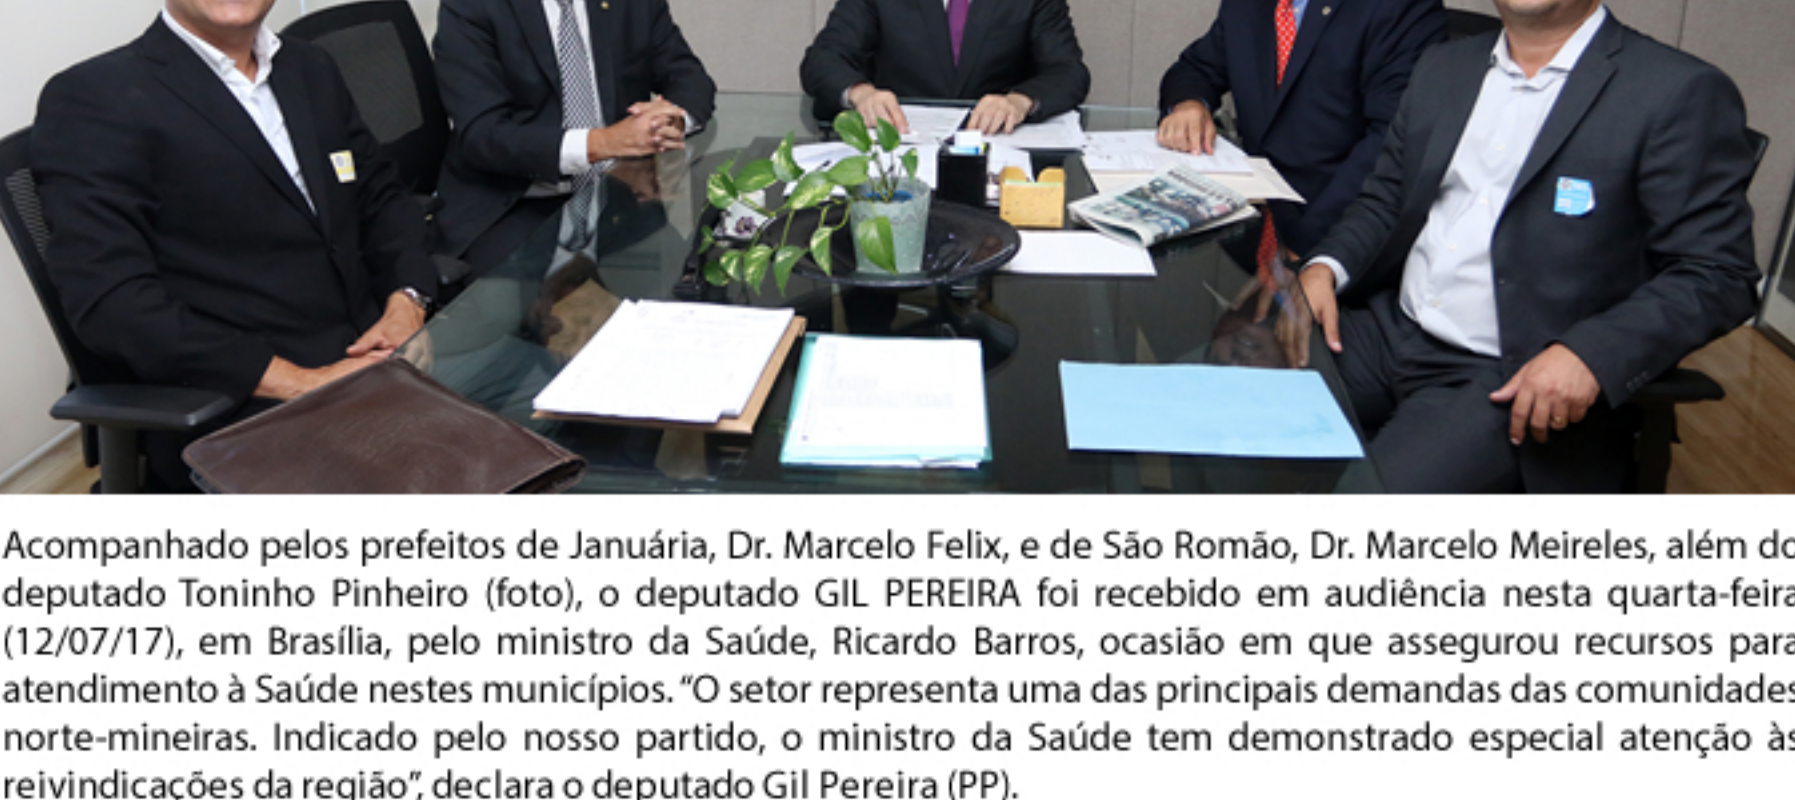 Acompanhado pelos prefeitos de Januária, Dr. Marcelo Felix, e de São Romão, Dr. Marcelo Meireles, além do
deputado Toninho Pinheiro (foto), o deputado GIL PEREIRA foi recebido em audiência nesta quarta-feira
(12/07/17), em Brasília, pelo ministro da Saúde, Ricardo Barros, ocasião em que assegurou recursos para
atendimento à Saúde nestes municípios. “O setor representa uma das principais demandas das comunidades
norte-mineiras. Indicado pelo nosso partido, o ministro da Saúde tem demonstrado especial atenção às
reivindicações da região”, declara o deputado Gil Pereira (PP).